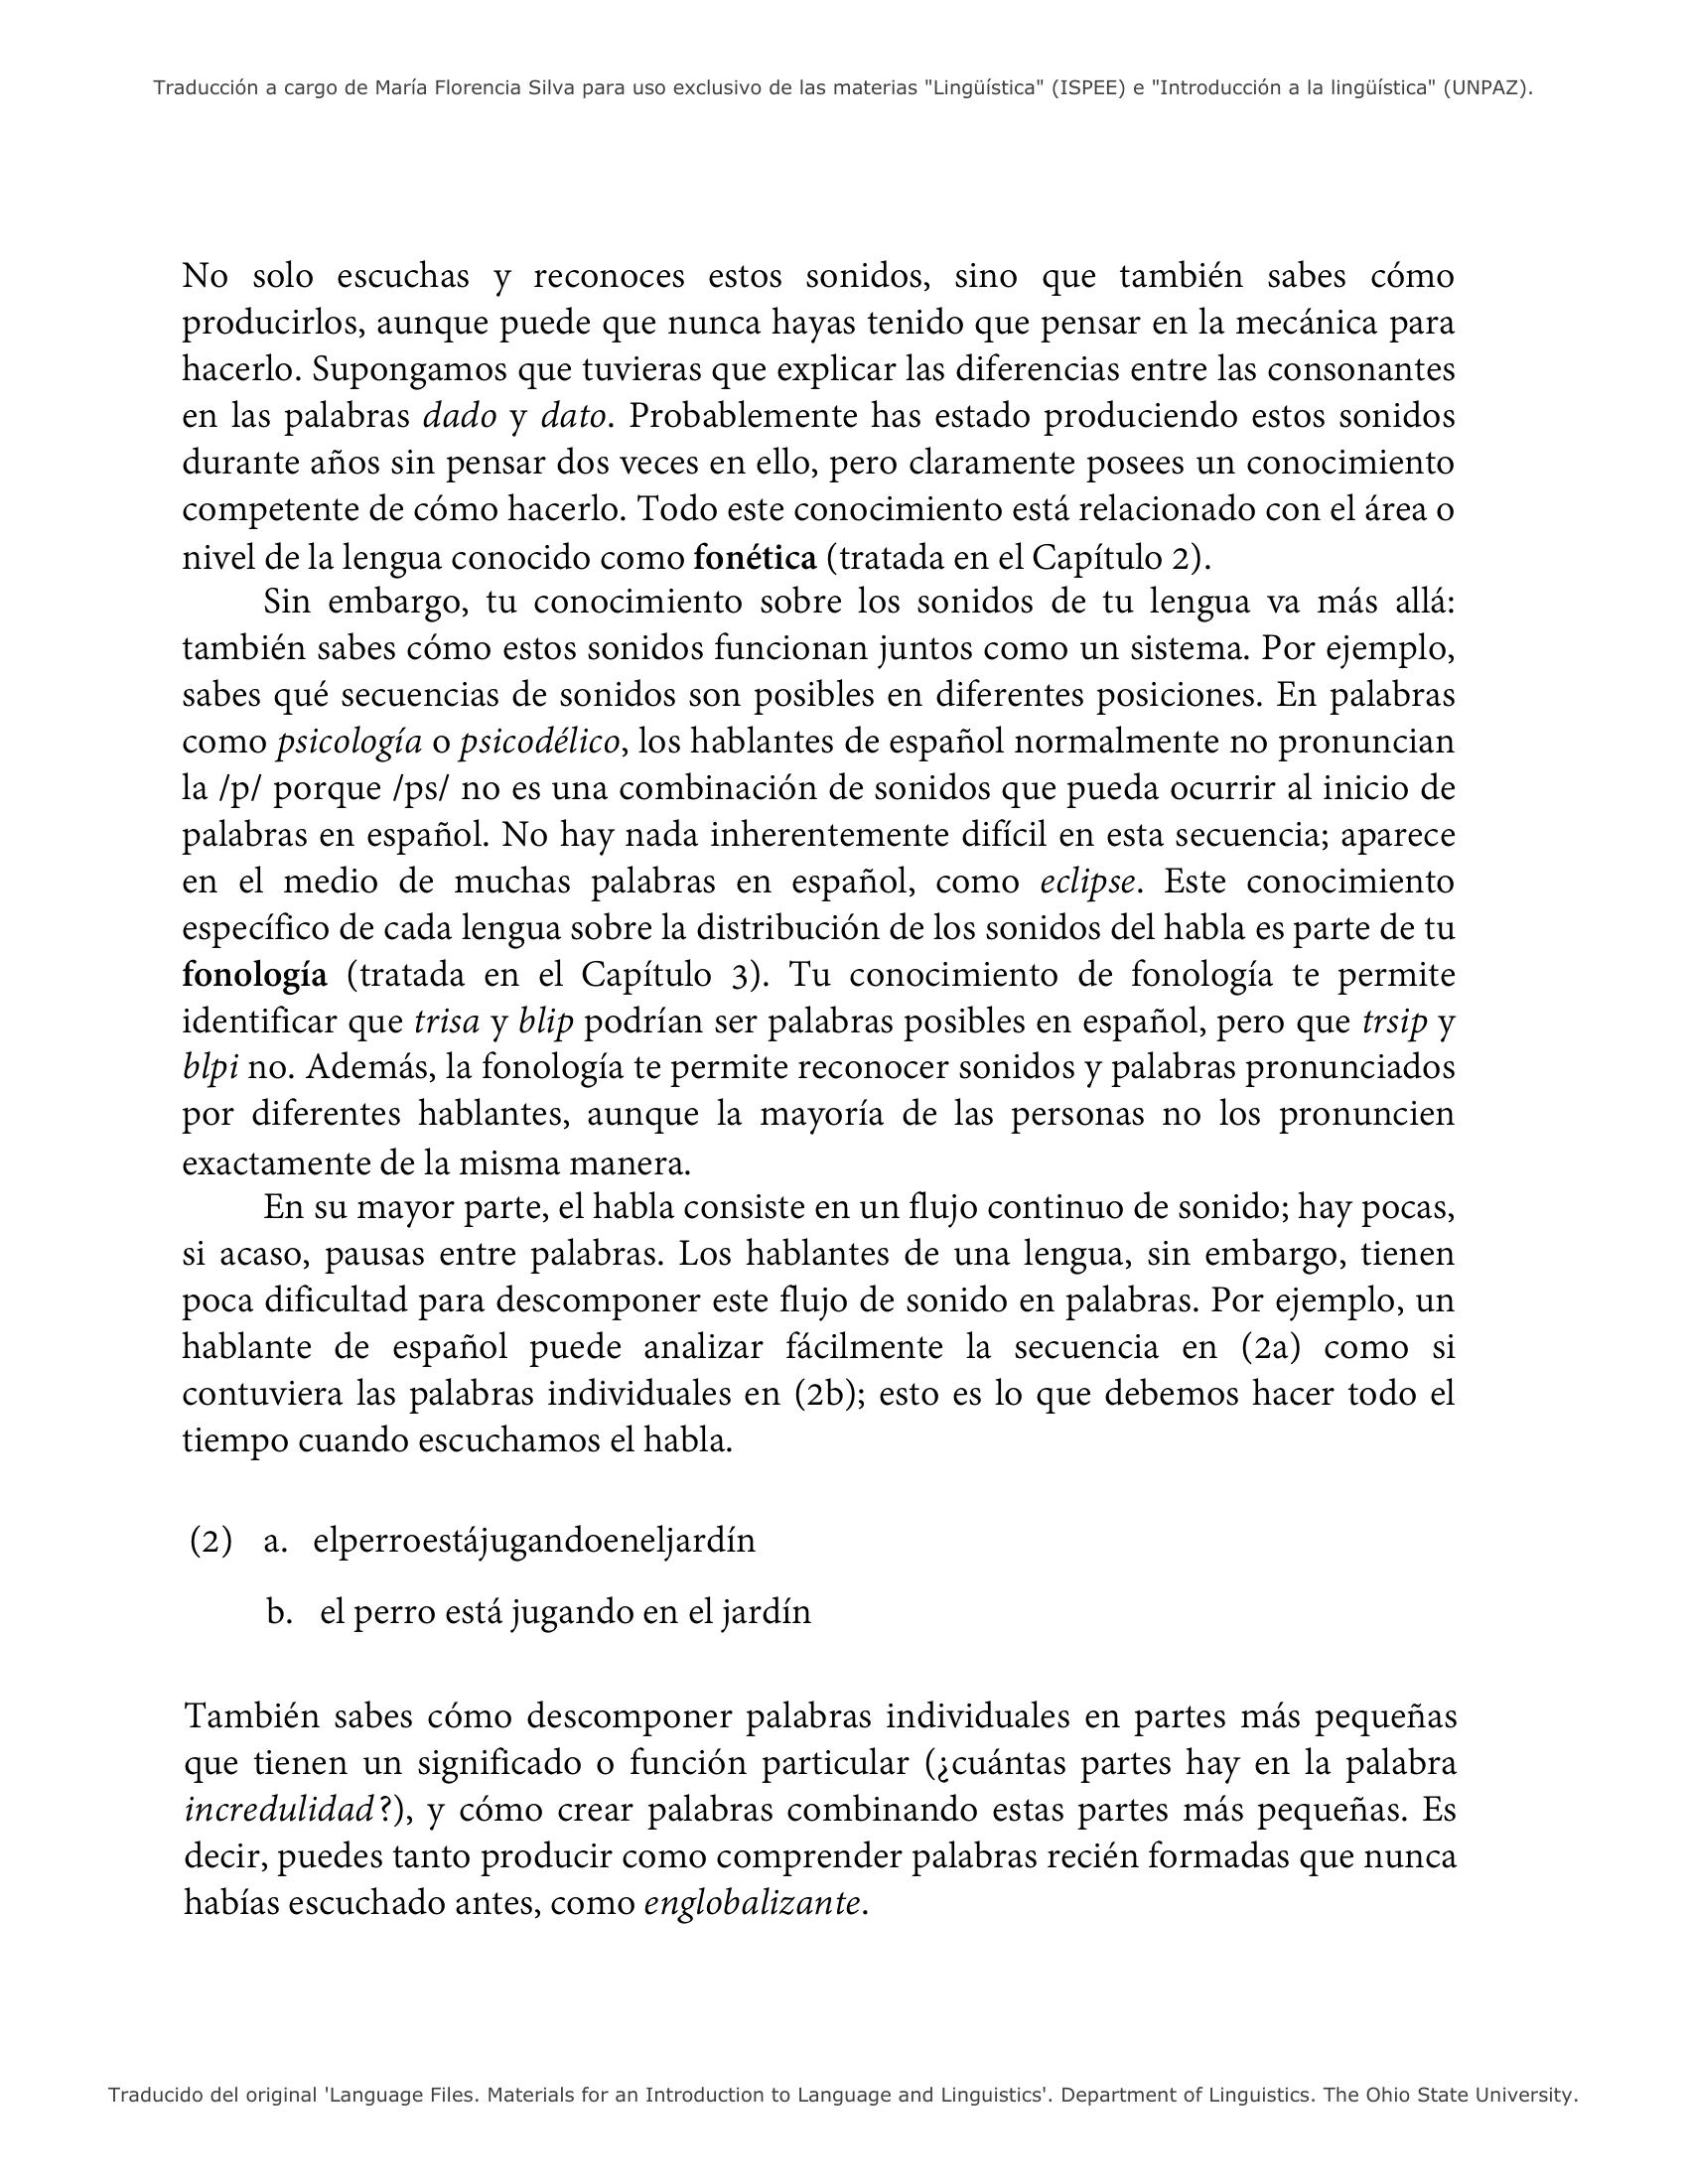 Traducción a cargo de María Florencia Silva para uso exclusivo de las materias "Lingüística" (ISPEE) e "Introducción a la lingüística" (UNPAZ).
No solo escuchas y reconoces estos sonidos, sino que también sabes cómo
producirlos, aunque puede que nunca hayas tenido que pensar en la mecánica para
hacerlo. Supongamos que tuvieras que explicar las diferencias entre las consonantes
en las palabras dado y dato. Probablemente has estado produciendo estos sonidos
durante años sin pensar dos veces en ello, pero claramente posees un conocimiento
competente de cómo hacerlo. Todo este conocimiento está relacionado con el área o
nivel de la lengua conocido como fonética (tratada en el Capítulo 2).
Sin embargo, tu conocimiento sobre los sonidos de tu lengua va más allá:
también sabes cómo estos sonidos funcionan juntos como un sistema. Por ejemplo,
sabes qué secuencias de sonidos son posibles en diferentes posiciones. En palabras
como psicología o psicodélico, los hablantes de español normalmente no pronuncian
la /p/ porque /ps/ no es una combinación de sonidos que pueda ocurrir al inicio de
palabras en español. No hay nada inherentemente difícil en esta secuencia; aparece
en el medio de muchas palabras en español, como eclipse. Este conocimiento
específico de cada lengua sobre la distribución de los sonidos del habla es parte de tu
fonología (tratada en el Capítulo 3). Tu conocimiento de fonología te permite
identificar que trisa y blip podrían ser palabras posibles en español, pero que trsip y
blpi no. Además, la fonología te permite reconocer sonidos y palabras pronunciados
por diferentes hablantes, aunque la mayoría de las personas no los pronuncien
exactamente de la misma manera.
En su mayor parte, el habla consiste en un flujo continuo de sonido; hay pocas,
si acaso, pausas entre palabras. Los hablantes de una lengua, sin embargo, tienen
poca dificultad para descomponer este flujo de sonido en palabras. Por ejemplo, un
hablante de español puede analizar fácilmente la secuencia en (2a) como si
contuviera las palabras individuales en (2b); esto es lo que debemos hacer todo el
tiempo cuando escuchamos el habla.
(2) a. elperroestájugandoeneljardín
b. el perro está jugando en el jardín
También sabes cómo descomponer palabras individuales en partes más pequeñas
que tienen un significado o función particular (¿cuántas partes hay en la palabra
incredulidad?), y cómo crear palabras combinando estas partes más pequeñas. Es
decir, puedes tanto producir como comprender palabras recién formadas que nunca
habías escuchado antes, como englobalizante.
Traducido del original 'Language Files. Materials for an Introduction to Language and Linguistics'. Department of Linguistics. The Ohio State University.